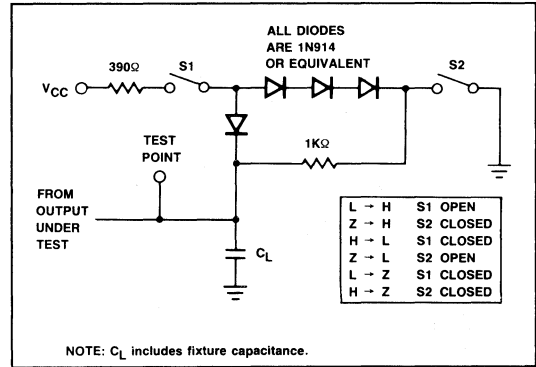 ALL DIODES
ARE 1N914
OR EQUIVALENT
390Ω
S1
S2
VCC
TEST
POINT
1KΩ
FROM
OUTPUT
UNDER
TEST
CL
L → H S1 OPEN
Z → H S2 CLOSED
H → L S1 CLOSED
Z → L S2 OPEN
L → Z S1 CLOSED
H → Z S2 CLOSED
NOTE: CL includes fixture capacitance.